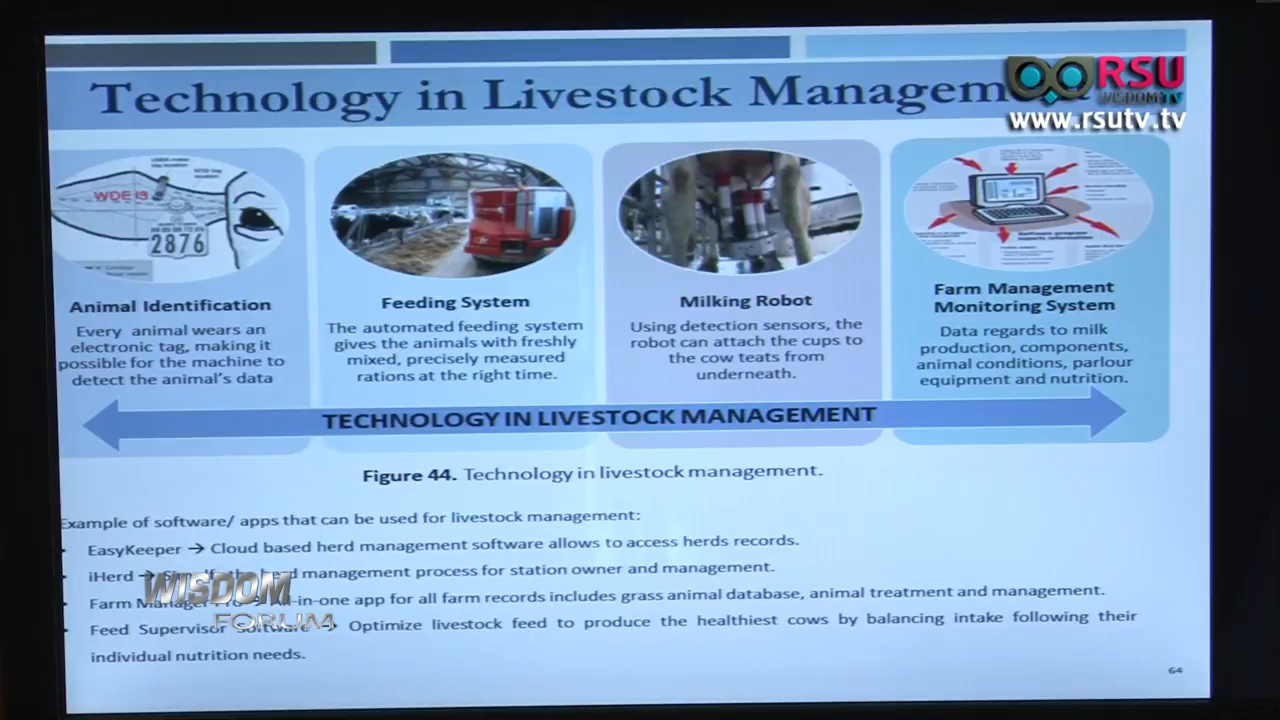 Technology in Livestock Managem
RSU
WISDOM TV
www.rsutv.tv
WDE
2876
Animal Identification
Every animal wears an
electronic tag, making it
possible for the machine to
detect the animal's data
Feeding System
The automated feeding system
gives the animals with freshly
mixed, precisely measured
rations at the right time.
Milking Robot
Using detection sensors, the
robot can attach the cups to
the cow teats from
underneath.
Farm Management
Monitoring System
Data regards to milk
production, components,
animal conditions, parlour
equipment and nutrition.
TECHNOLOGY IN LIVESTOCK MANAGEMENT
Figure 44. Technology in livestock management.
Example of software/ apps that can be used for livestock management:
EasyKeeper → Cloud based herd management software allows to access herds records.
iHerd → management process for station owner and management.
Farm Manager → All-in-one app for all farm records includes grass animal database, animal treatment and management.
Feed Supervisor Software → Optimize livestock feed to produce the healthiest cows by balancing intake following their
individual nutrition needs.
WISDOM
FORUM
64